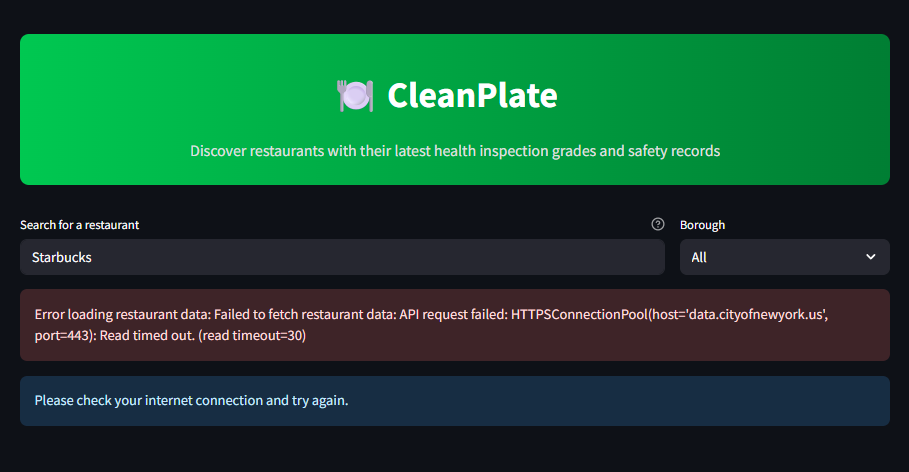 CleanPlate
Discover restaurants with their latest health inspection grades and safety records
Search for a restaurant
Borough
Starbucks
All
Error loading restaurant data: Failed to fetch restaurant data: API request failed: HTTPSConnectionPool(host='data.cityofnewyork.us',
port=443): Read timed out. (read timeout=30)
Please check your internet connection and try again.